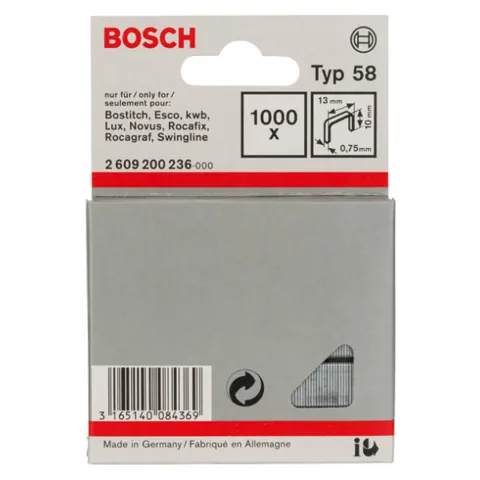 BOSCH
Typ 58
nur für / only for /
seulement pour:
Bostitch, Esco, kwb,
Lux, Novus, Rocafix,
Rocagraf, Swingline
2 609 200 236-000
1000
x
13 mm
10 mm
0,75mm
3 165140 084369
Made in Germany / Fabriqué en Allemagne